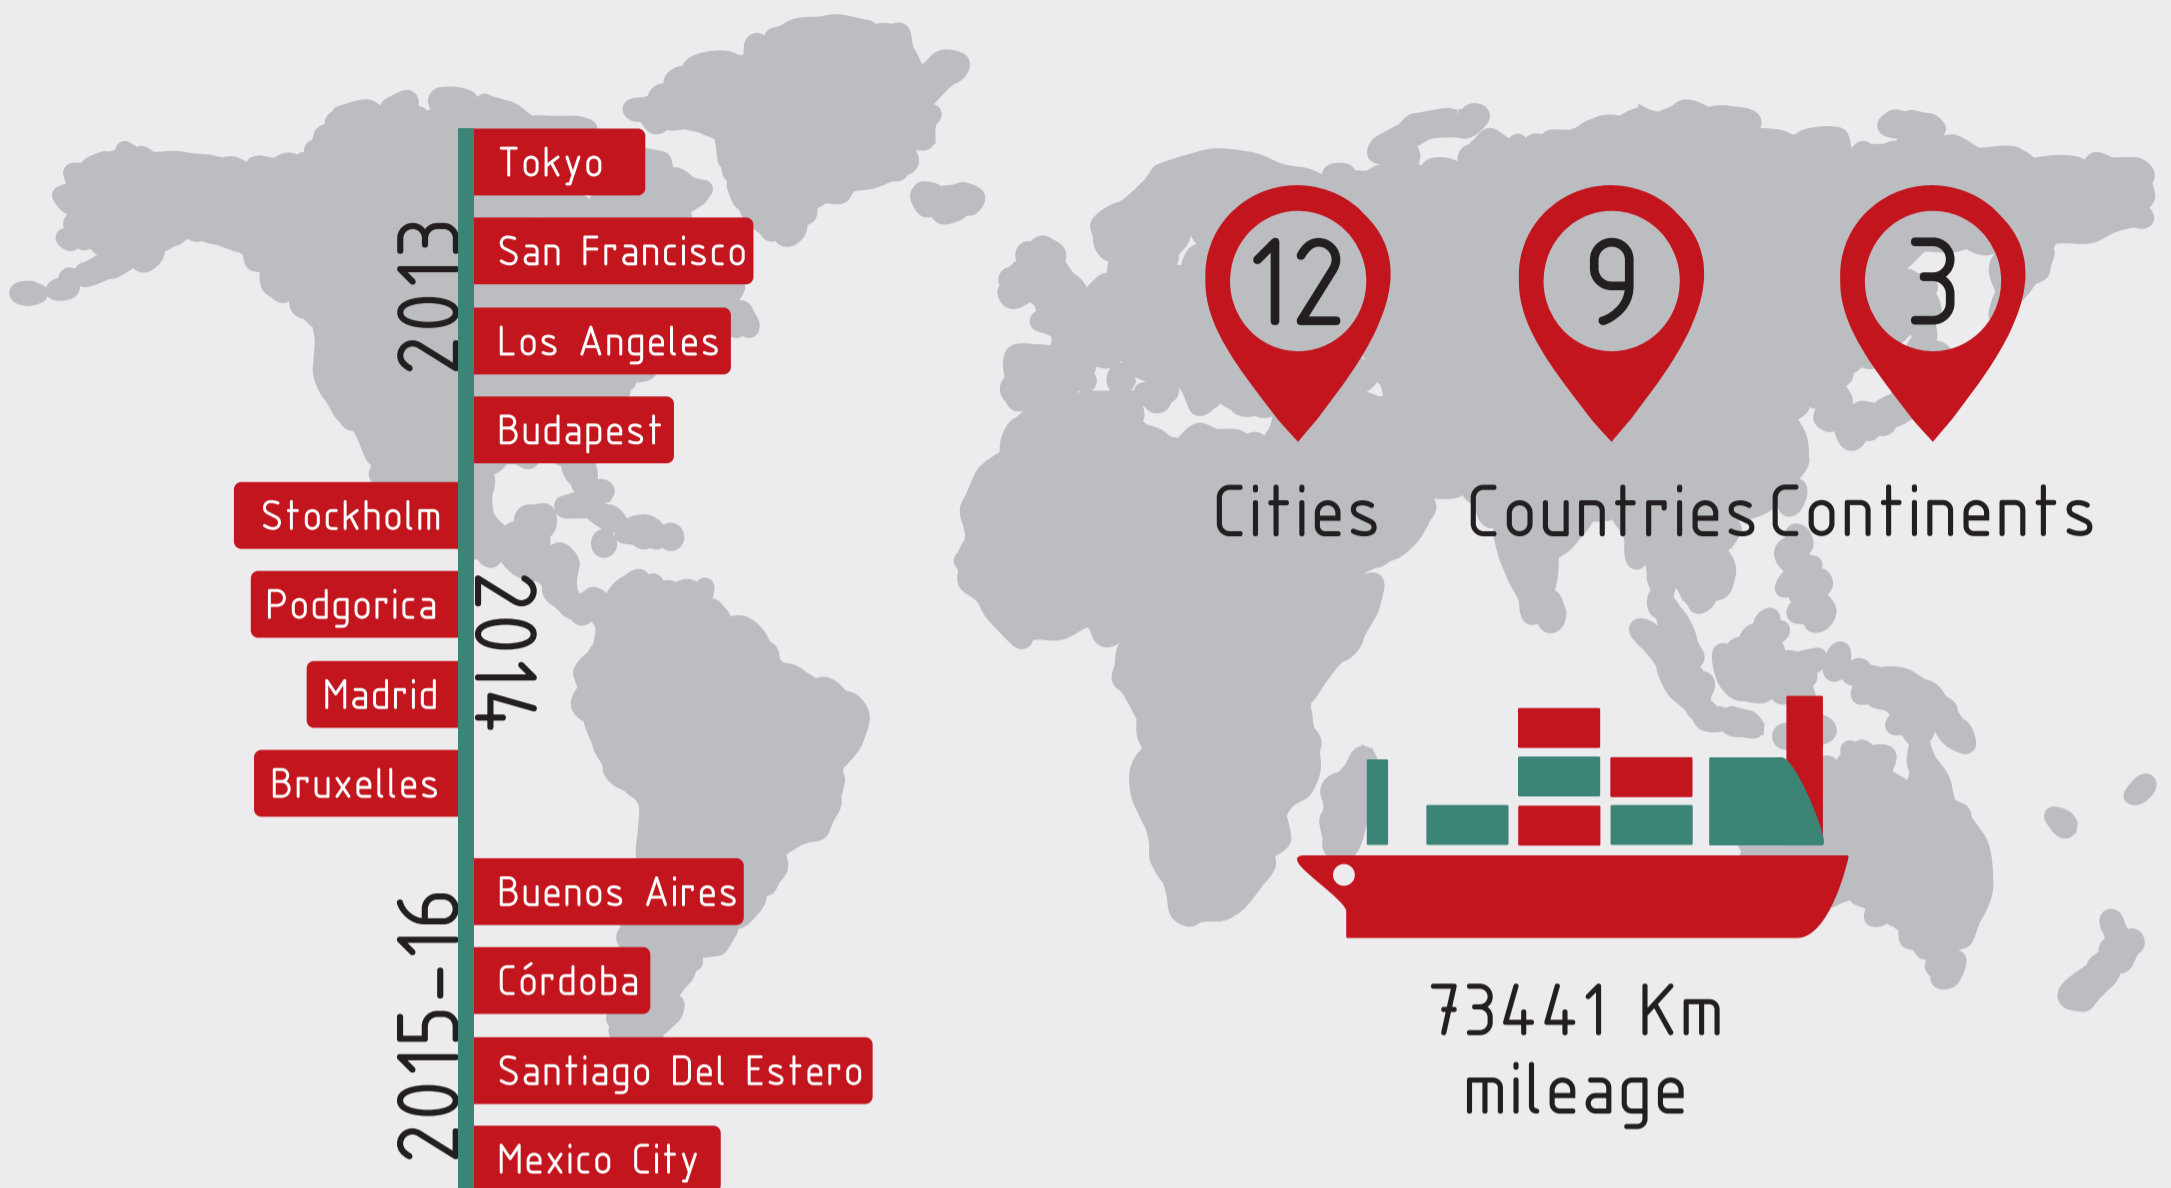 2013
Tokyo
San Francisco
Los Angeles
Budapest
2014
Stockholm
Podgorica
Madrid
Bruxelles
2015-16
Buenos Aires
Córdoba
Santiago Del Estero
Mexico City
12
Cities
9
Countries
3
Continents
73441 Km
mileage